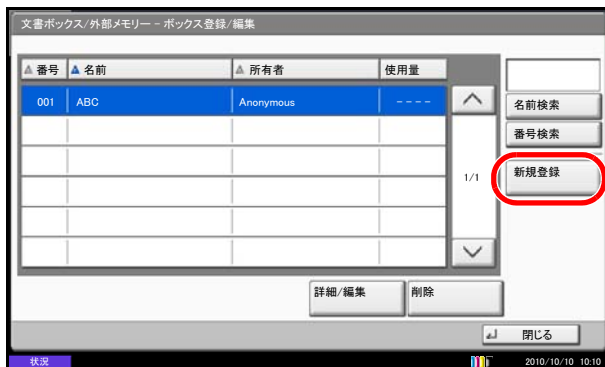 文書ボックス/外部メモリー - ボックス登録/編集
番号 名前 所有者 使用量
001 ABC Anonymous ----
名前検索
番号検索
1/1
新規登録
詳細/編集 削除
閉じる
状況 2010/10/10 10:10